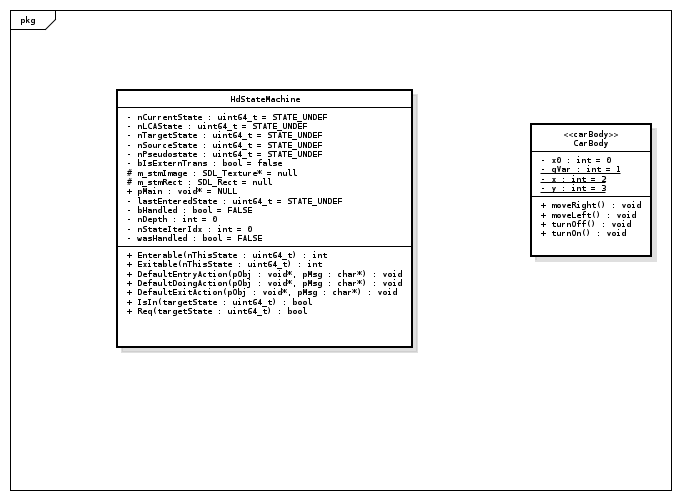 pkg
HdStateMachine
- nCurrentState : uint64_t = STATE_UNDEF
- nLCAState : uint64_t = STATE_UNDEF
- nTargetState : uint64_t = STATE_UNDEF
- nSourceState : uint64_t = STATE_UNDEF
- nPseudostate : uint64_t = STATE_UNDEF
- bIsExternTrans : bool = false
# m_stmImage : SDL_Texture* = null
# m_stmRect : SDL_Rect = null
+ pMain : void* = NULL
- lastEnteredState : uint64_t = STATE_UNDEF
- bHandled : bool = FALSE
- nDepth : int = 0
- nStateIterIdx : int = 0
- wasHandled : bool = FALSE
+ Enterable(nThisState : uint64_t) : int
+ Exitable(nThisState : uint64_t) : int
+ DefaultEntryAction(pObj : void*, pMsg : char*) : void
+ DefaultDoingAction(pObj : void*, pMsg : char*) : void
+ DefaultExitAction(pObj : void*, pMsg : char*) : void
+ IsIn(targetState : uint64_t) : bool
+ Req(targetState : uint64_t) : bool
<<carBody>>
CarBody
- x0 : int = 0
- gVar : int = 1
- x : int = 2
- y : int = 3
+ moveRight() : void
+ moveLeft() : void
+ turnOff() : void
+ turnOn() : void